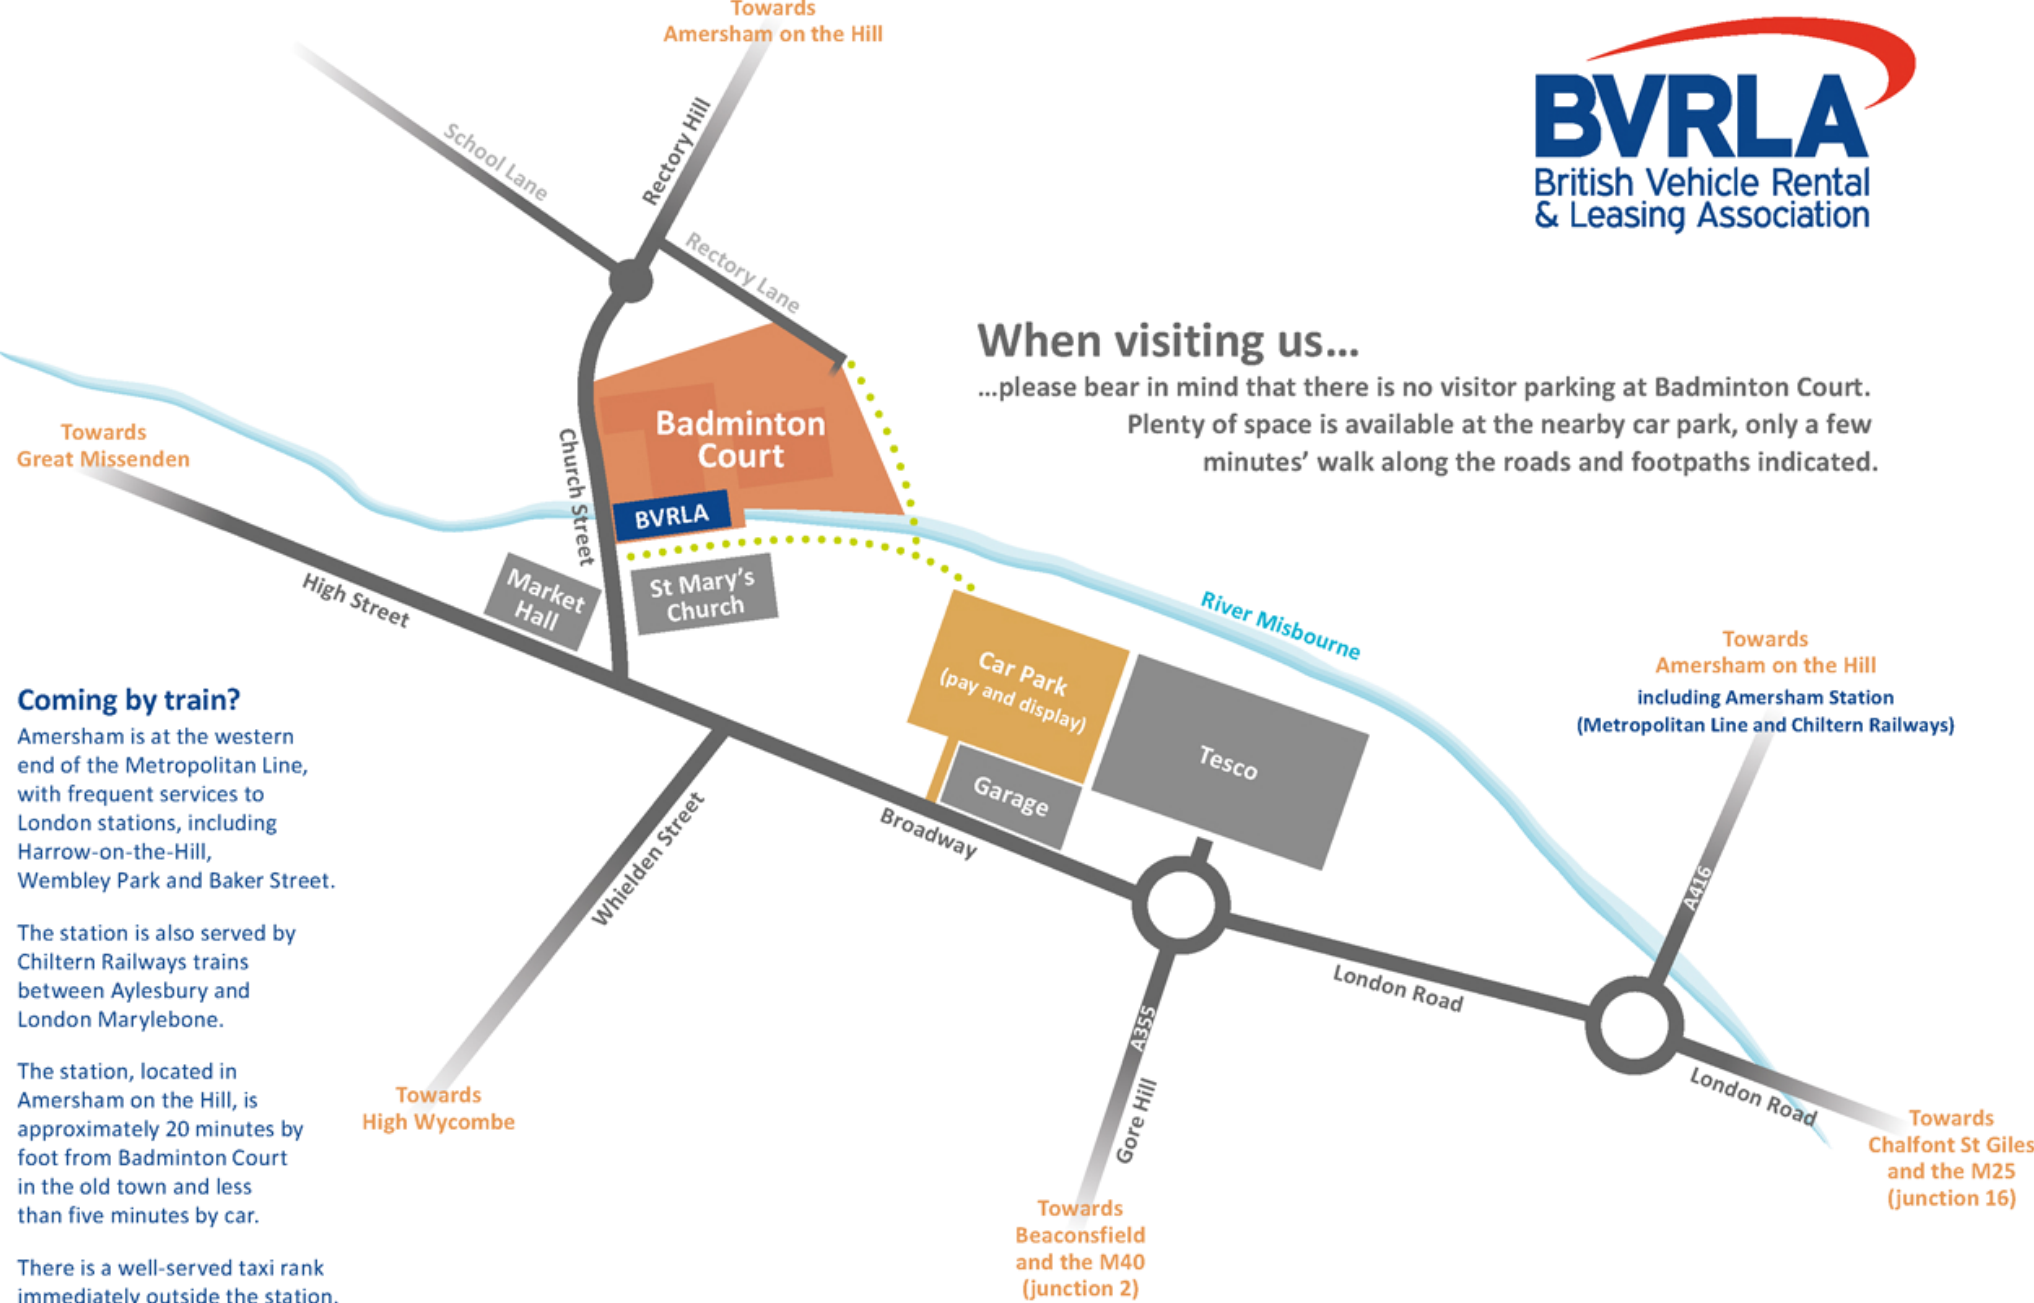 Towards
Amersham on the Hill
BVRLA
British Vehicle Rental
& Leasing Association
School Lane
Rectory Hill
Rectory Lane
When visiting us...
...please bear in mind that there is no visitor parking at Badminton Court.
Plenty of space is available at the nearby car park, only a few
minutes' walk along the roads and footpaths indicated.
Towards
Great Missenden
Badminton
Court
Church Street
BVRLA
High Street
Market
Hall
St Mary's
Church
River Misbourne
Car Park
(pay and display)
Tesco
Garage
Broadway
Whielden Street
Towards
Amersham on the Hill
including Amersham Station
(Metropolitan Line and Chiltern Railways)
A416
London Road
A355
Gore Hill
London Road
Towards
High Wycombe
Towards
Beaconsfield
and the M40
(junction 2)
Towards
Chalfont St Giles
and the M25
(junction 16)
Coming by train?
Amersham is at the western
end of the Metropolitan Line,
with frequent services to
London stations, including
Harrow-on-the-Hill,
Wembley Park and Baker Street.
The station is also served by
Chiltern Railways trains
between Aylesbury and
London Marylebone.
The station, located in
Amersham on the Hill, is
approximately 20 minutes by
foot from Badminton Court
in the old town and less
than five minutes by car.
There is a well-served taxi rank
immediately outside the station.